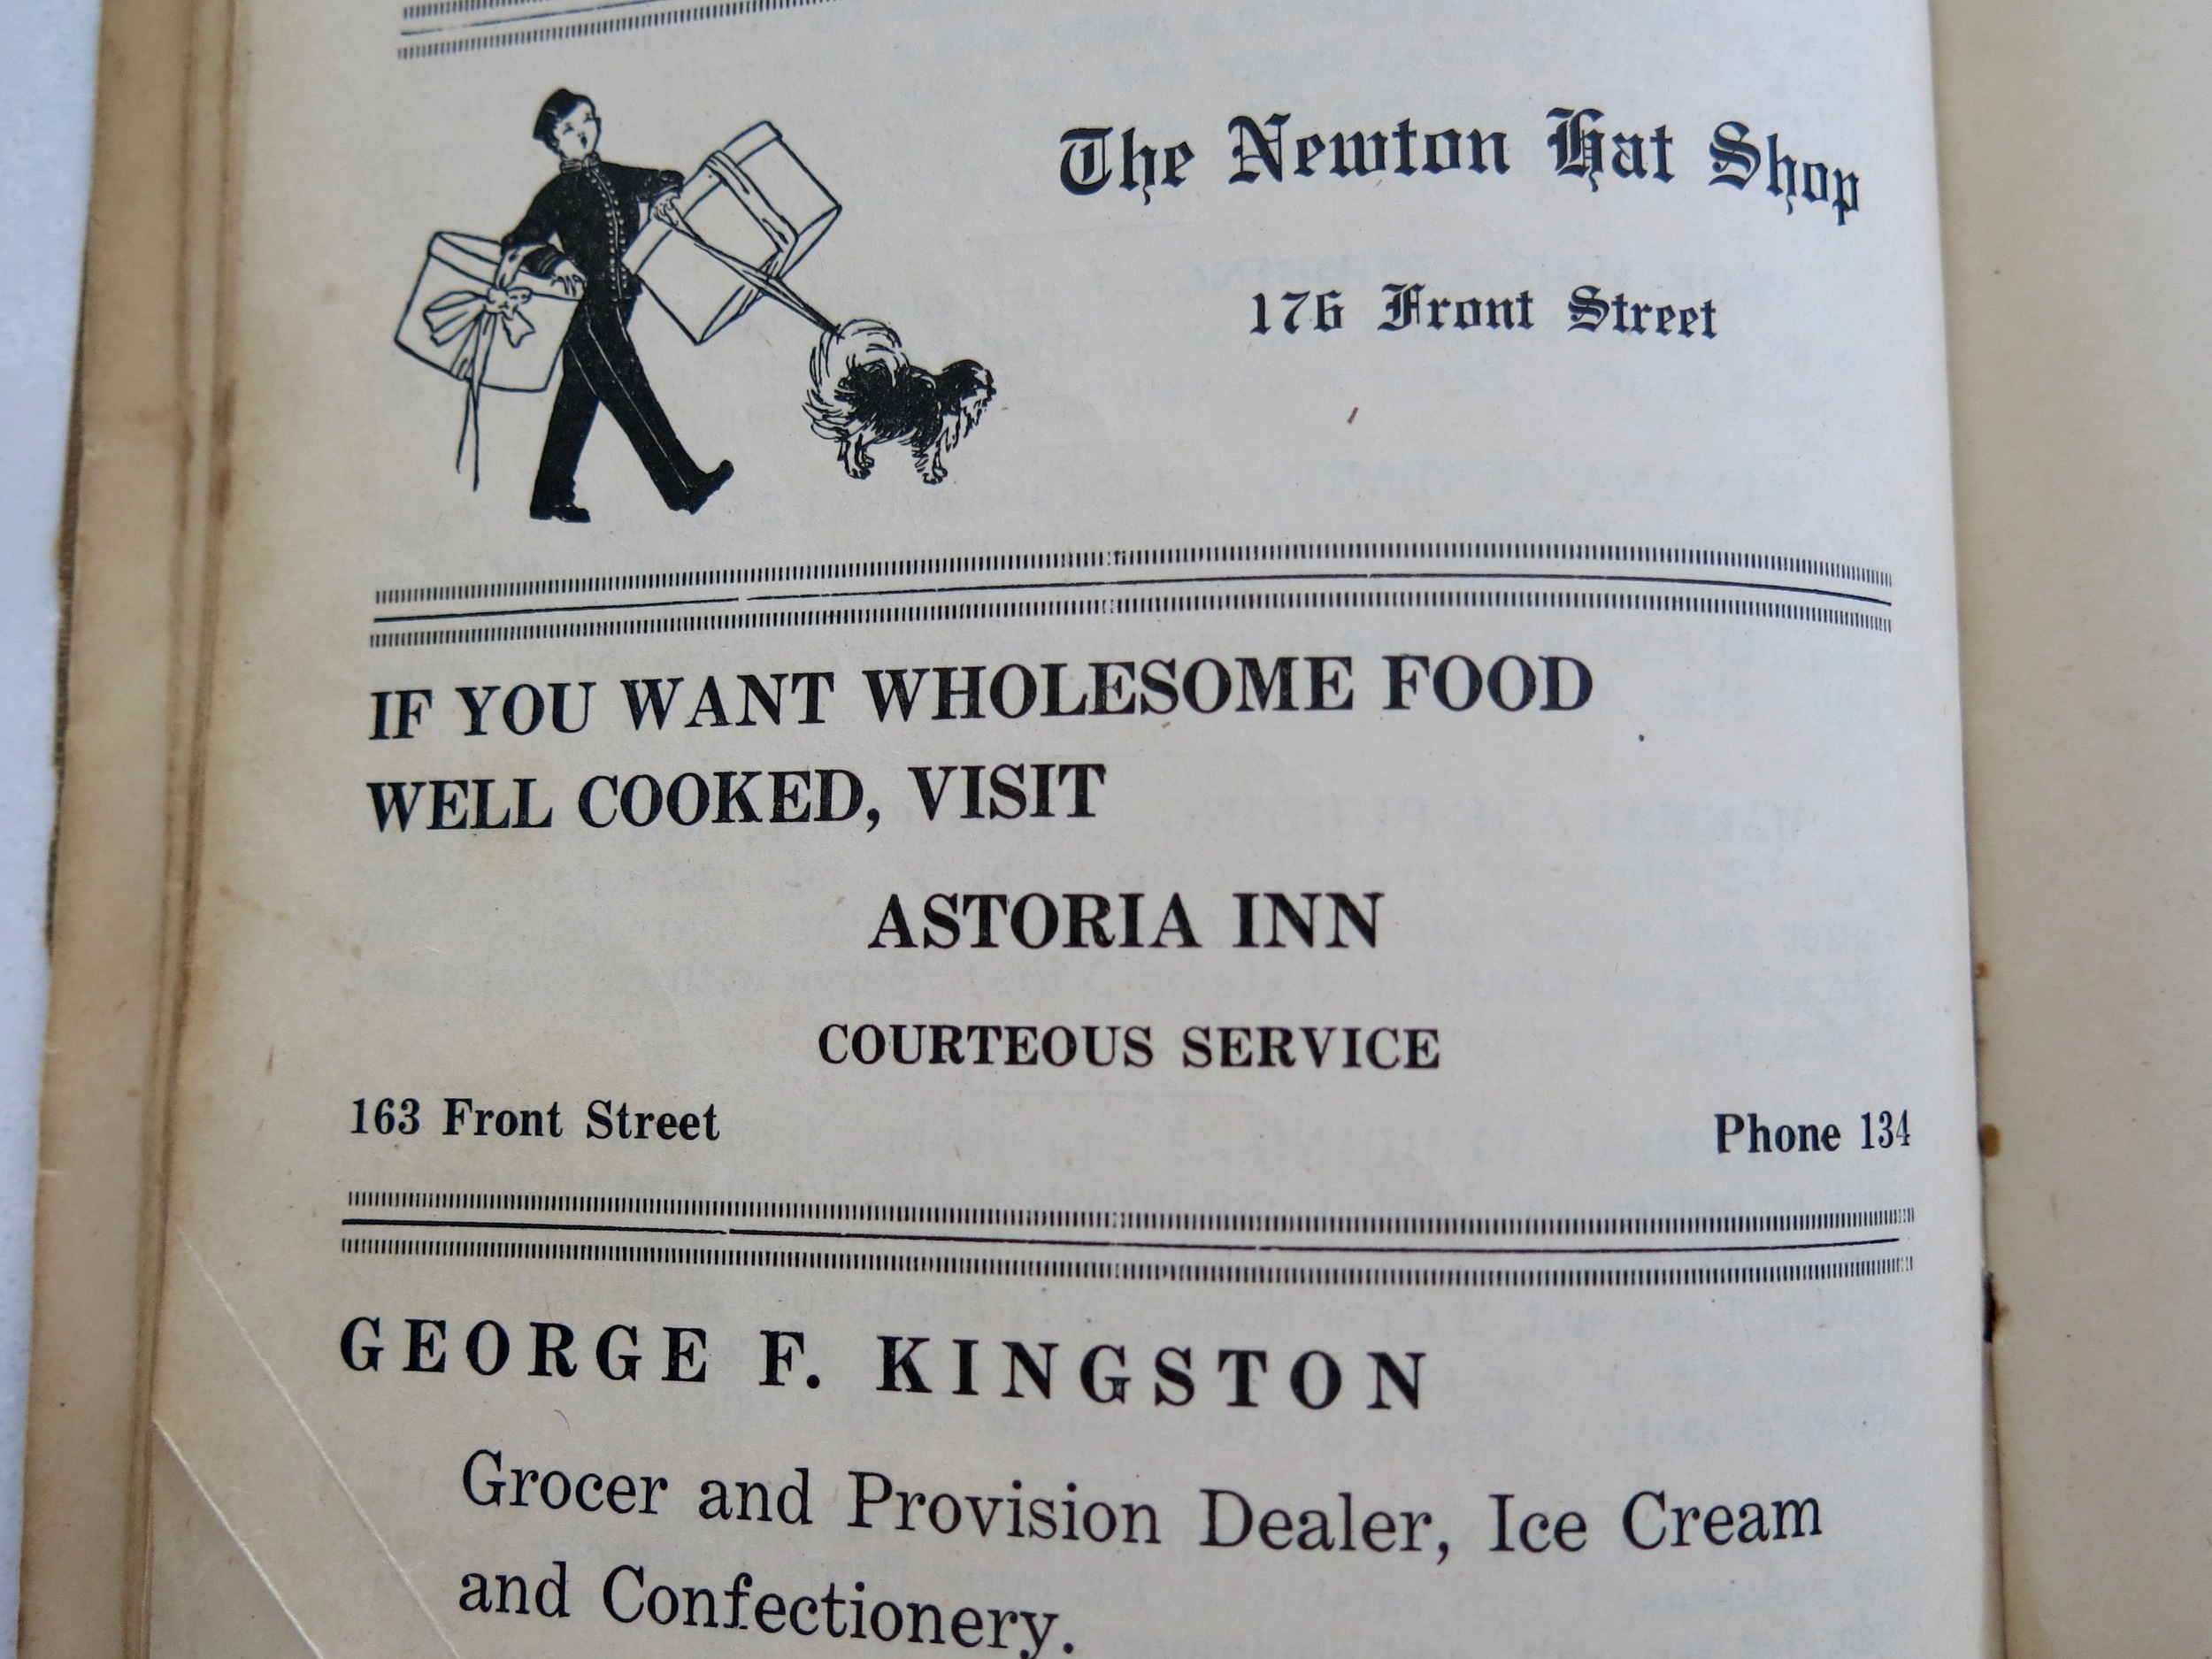 The Newton Hat Shop
176 Front Street
IF YOU WANT WHOLESOME FOOD
WELL COOKED, VISIT
ASTORIA INN
COURTEOUS SERVICE
163 Front Street Phone 134
GEORGE F. KINGSTON
Grocer and Provision Dealer, Ice Cream
and Confectionery.